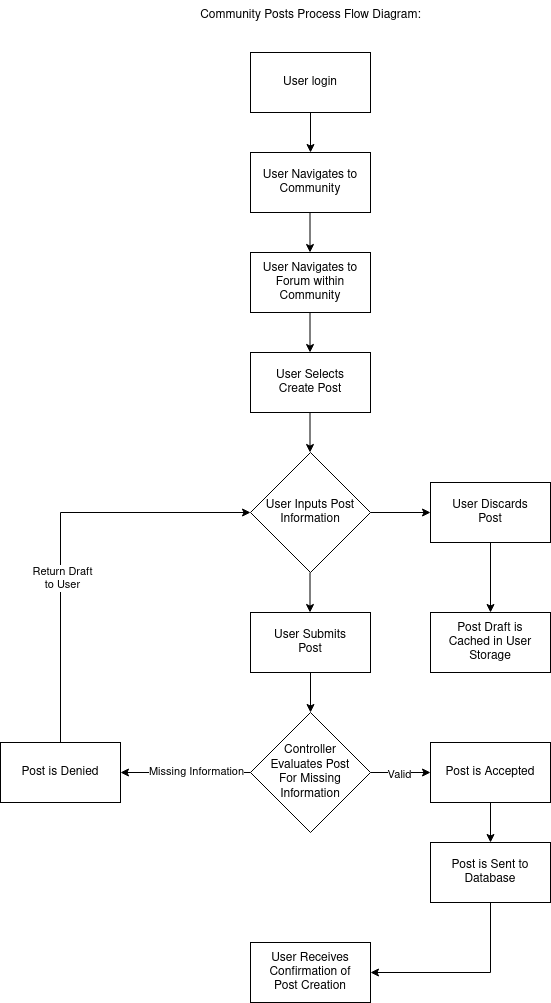 Community Posts Process Flow Diagram:
User login
User Navigates to
Community
User Navigates to
Forum within
Community
User Selects
Create Post
User Inputs Post
Information
User Discards
Post
Return Draft
to User
User Submits
Post
Post Draft is
Cached in User
Storage
Post is Denied
Missing Information
Controller
Evaluates Post
For Missing
Information
Valid
Post is Accepted
Post is Sent to
Database
User Receives
Confirmation of
Post Creation